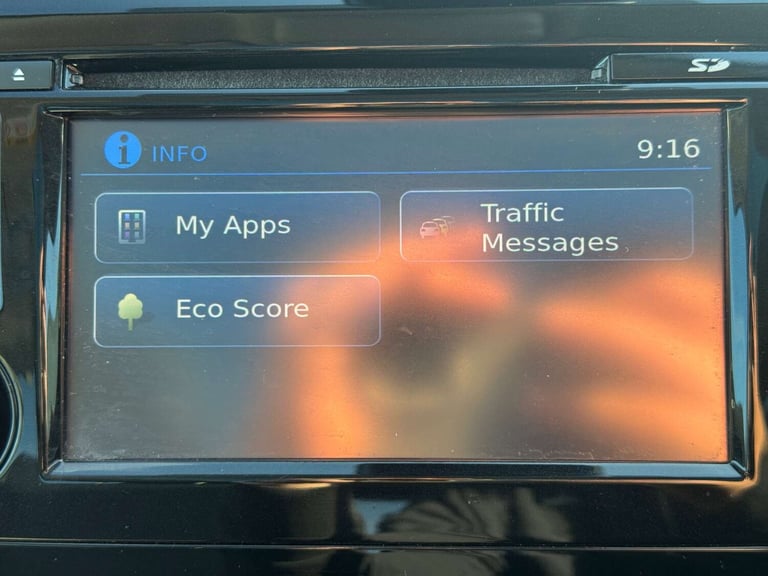 SD
INFO
9:16
My Apps
Traffic
Messages
Eco Score